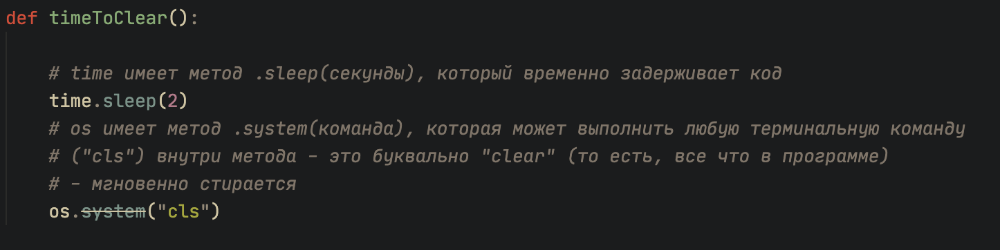 def timeToClear():
# time имеет метод .sleep(секунды), который временно задерживает код
time.sleep(2)
# os имеет метод .system(команда), которая может выполнить любую терминальную команду
# ("cls") внутри метода - это буквально "clear" (то есть, все что в программе)
# - мгновенно стирается
os.system("cls")